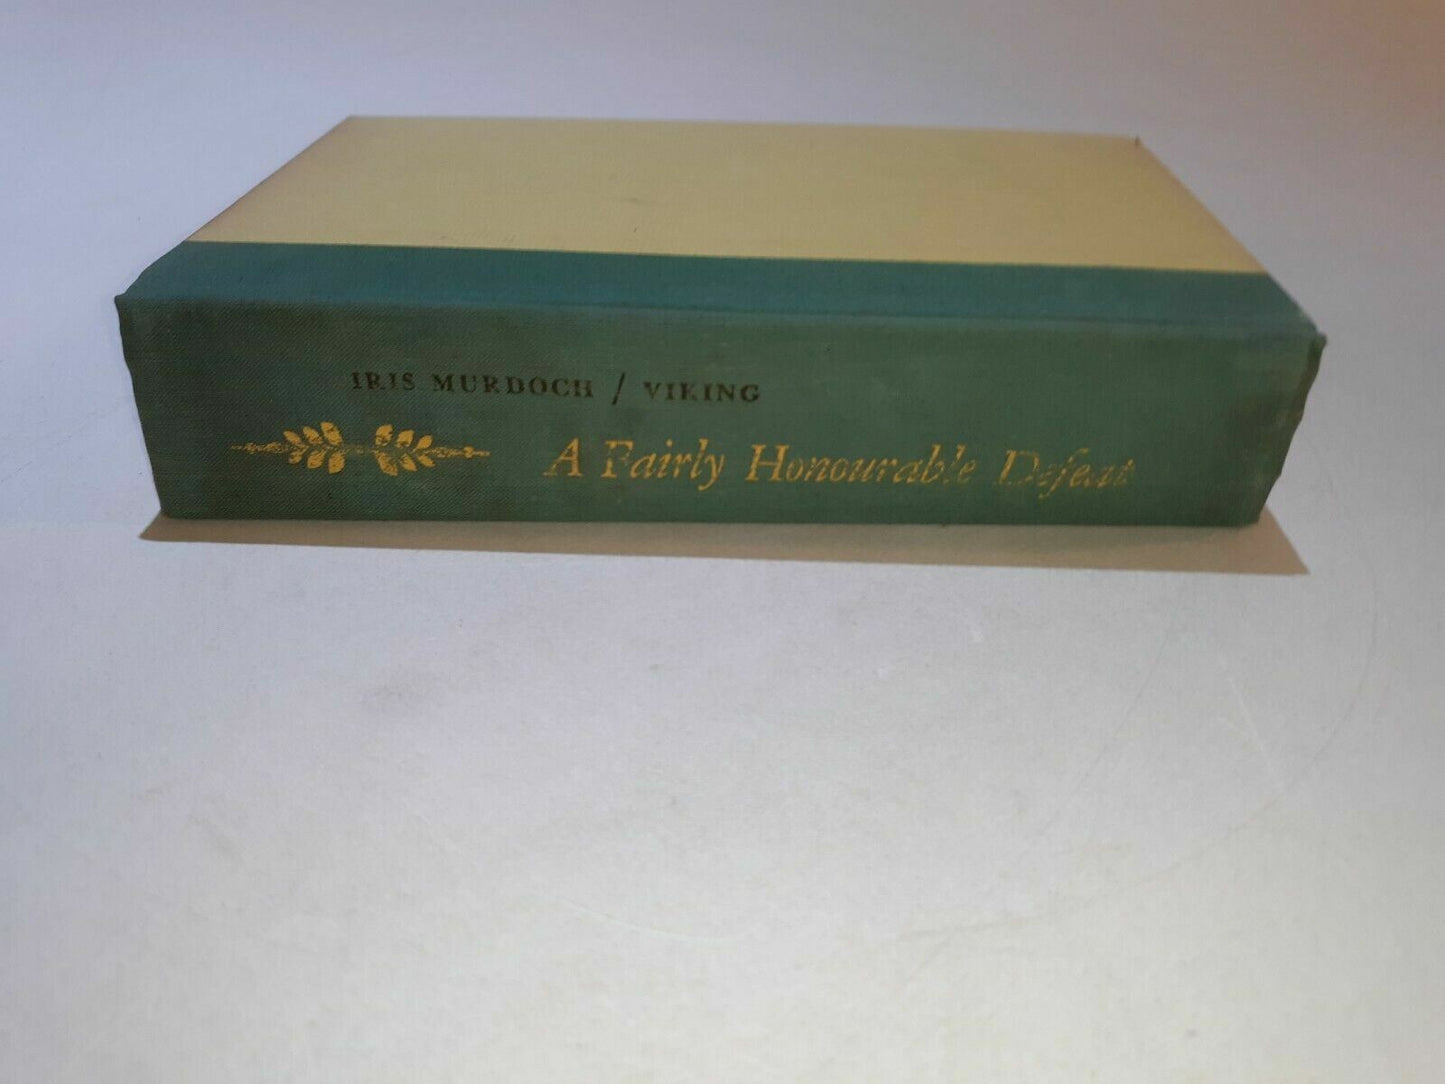 IRIS MURDOCH / VIKING
A Fairly Honourable Defeat